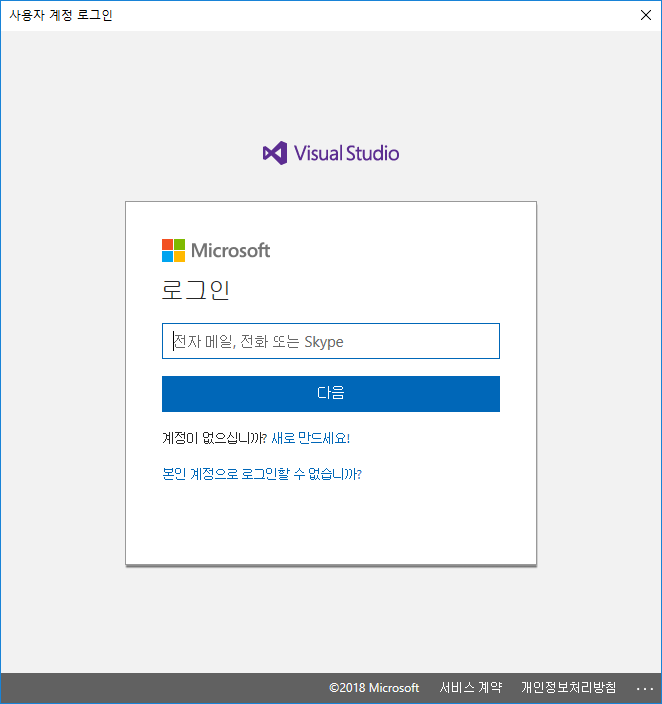 사용자 계정 로그인
Visual Studio
Microsoft
로그인
전자 메일, 전화 또는 Skype
다음
계정이 없으십니까? 새로 만드세요!
본인 계정으로 로그인할 수 없습니까?
©2018 Microsoft 서비스 계약 개인정보처리방침 ...